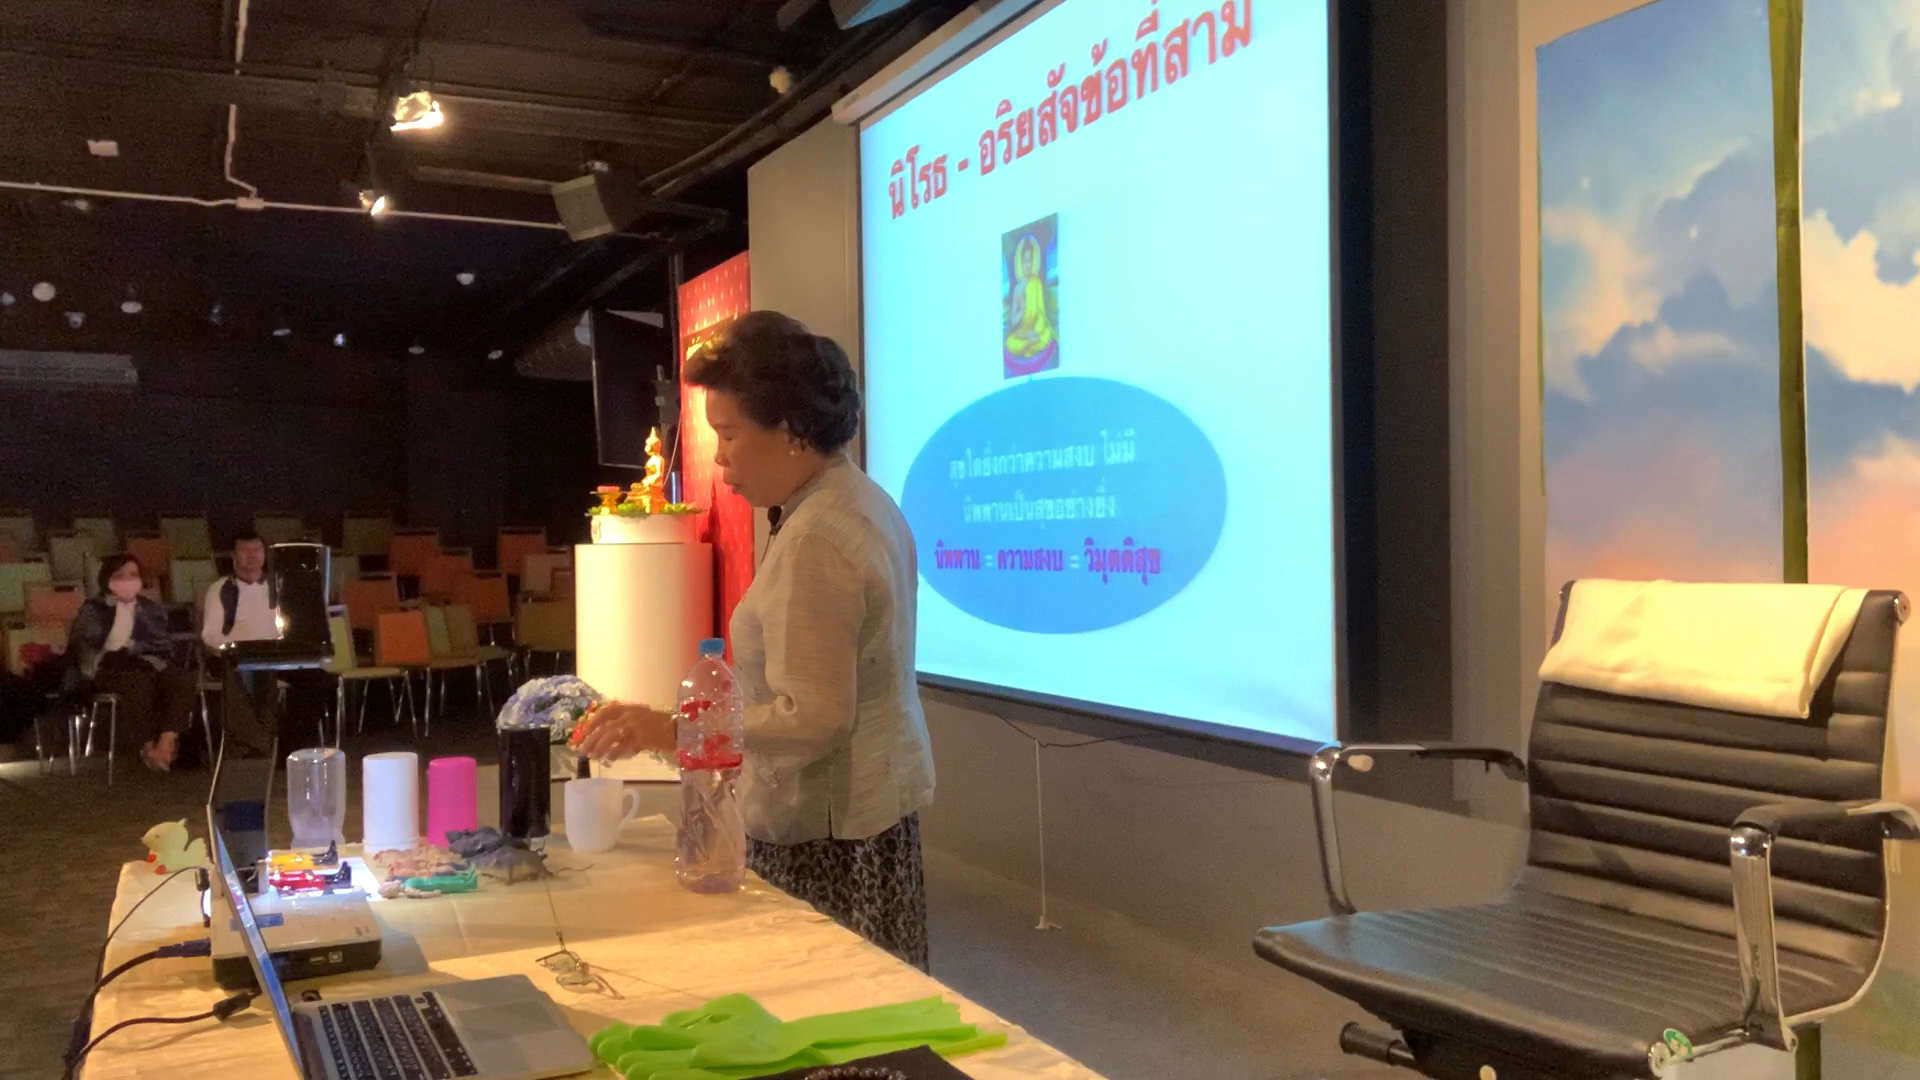 นิโรธ - อริยสัจข้อที่สาม
สุขใดยิ่งกว่าความสงบ ไม่มี
นิพพานเป็นสุขอย่างยิ่ง
นิพพาน = ความสงบ = วิมุตติสุข